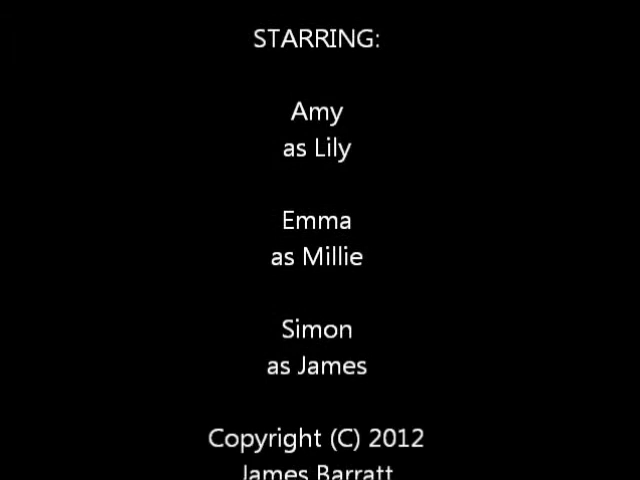 STARRING:
Amy
as Lily
Emma
as Millie
Simon
as James
Copyright (C) 2012
James Barratt